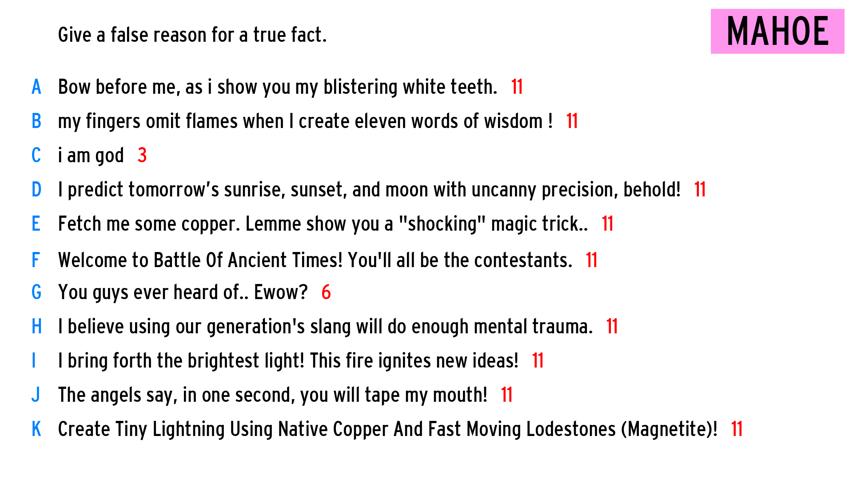 Give a false reason for a true fact.
MAHOE
A Bow before me, as i show you my blistering white teeth. 11
B my fingers omit flames when I create eleven words of wisdom ! 11
C i am god 3
D I predict tomorrow’s sunrise, sunset, and moon with uncanny precision, behold! 11
E Fetch me some copper. Lemme show you a "shocking" magic trick.. 11
F Welcome to Battle Of Ancient Times! You'll all be the contestants. 11
G You guys ever heard of.. Ewow? 6
H I believe using our generation's slang will do enough mental trauma. 11
I I bring forth the brightest light! This fire ignites new ideas! 11
J The angels say, in one second, you will tape my mouth! 11
K Create Tiny Lightning Using Native Copper And Fast Moving Lodestones (Magnetite)! 11